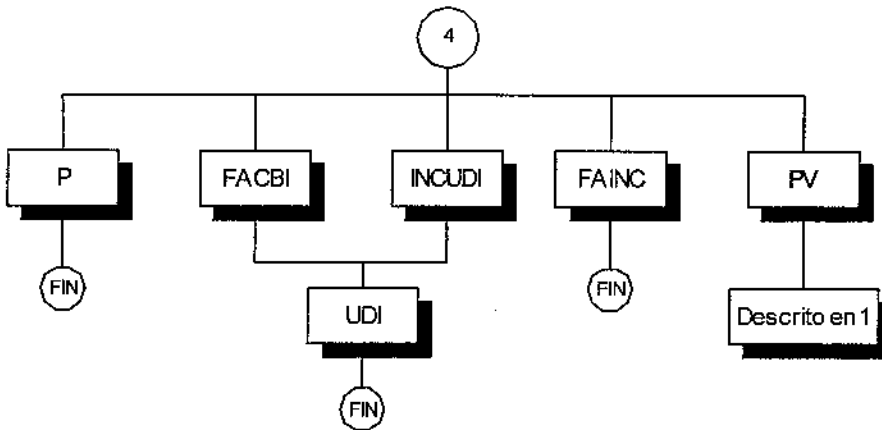 4
P
FACBI
INCUDI
FAINC
PV
FIN
FIN
UDI
Descrito en 1
FIN